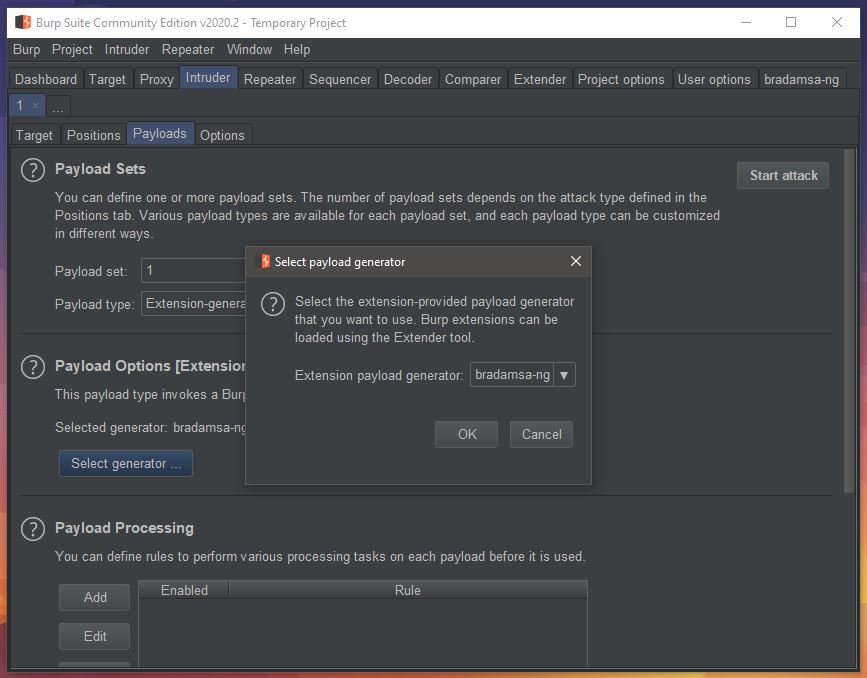 Burp Suite Community Edition v2020.2 - Temporary Project
Burp Project Intruder Repeater Window Help
Dashboard Target Proxy Intruder Repeater Sequencer Decoder Comparer Extender Project options User options bradamsa-ng
1 × ...
Target Positions Payloads Options
? Payload Sets
Start attack
You can define one or more payload sets. The number of payload sets depends on the attack type defined in the
Positions tab. Various payload types are available for each payload set, and each payload type can be customized
in different ways.
Payload set: 1
Payload type: Extension-genera
? Payload Options [Extension
This payload type invokes a Burp
Selected generator: bradamsa-ng
Select generator ...
Select payload generator
? Select the extension-provided payload generator
that you want to use. Burp extensions can be
loaded using the Extender tool.
Extension payload generator: bradamsa-ng
OK Cancel
? Payload Processing
You can define rules to perform various processing tasks on each payload before it is used.
Add
Edit
Enabled Rule